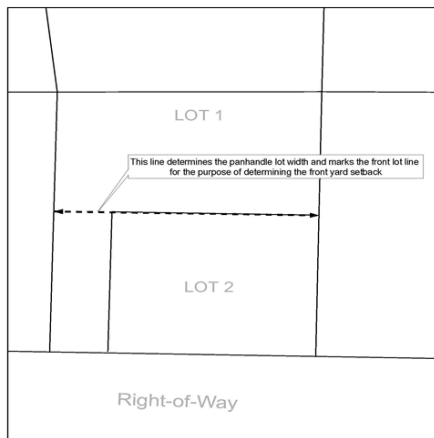 LOT 1
This line determines the panhandle lot width and marks the front lot line
for the purpose of determining the front yard setback
LOT 2
Right-of-Way